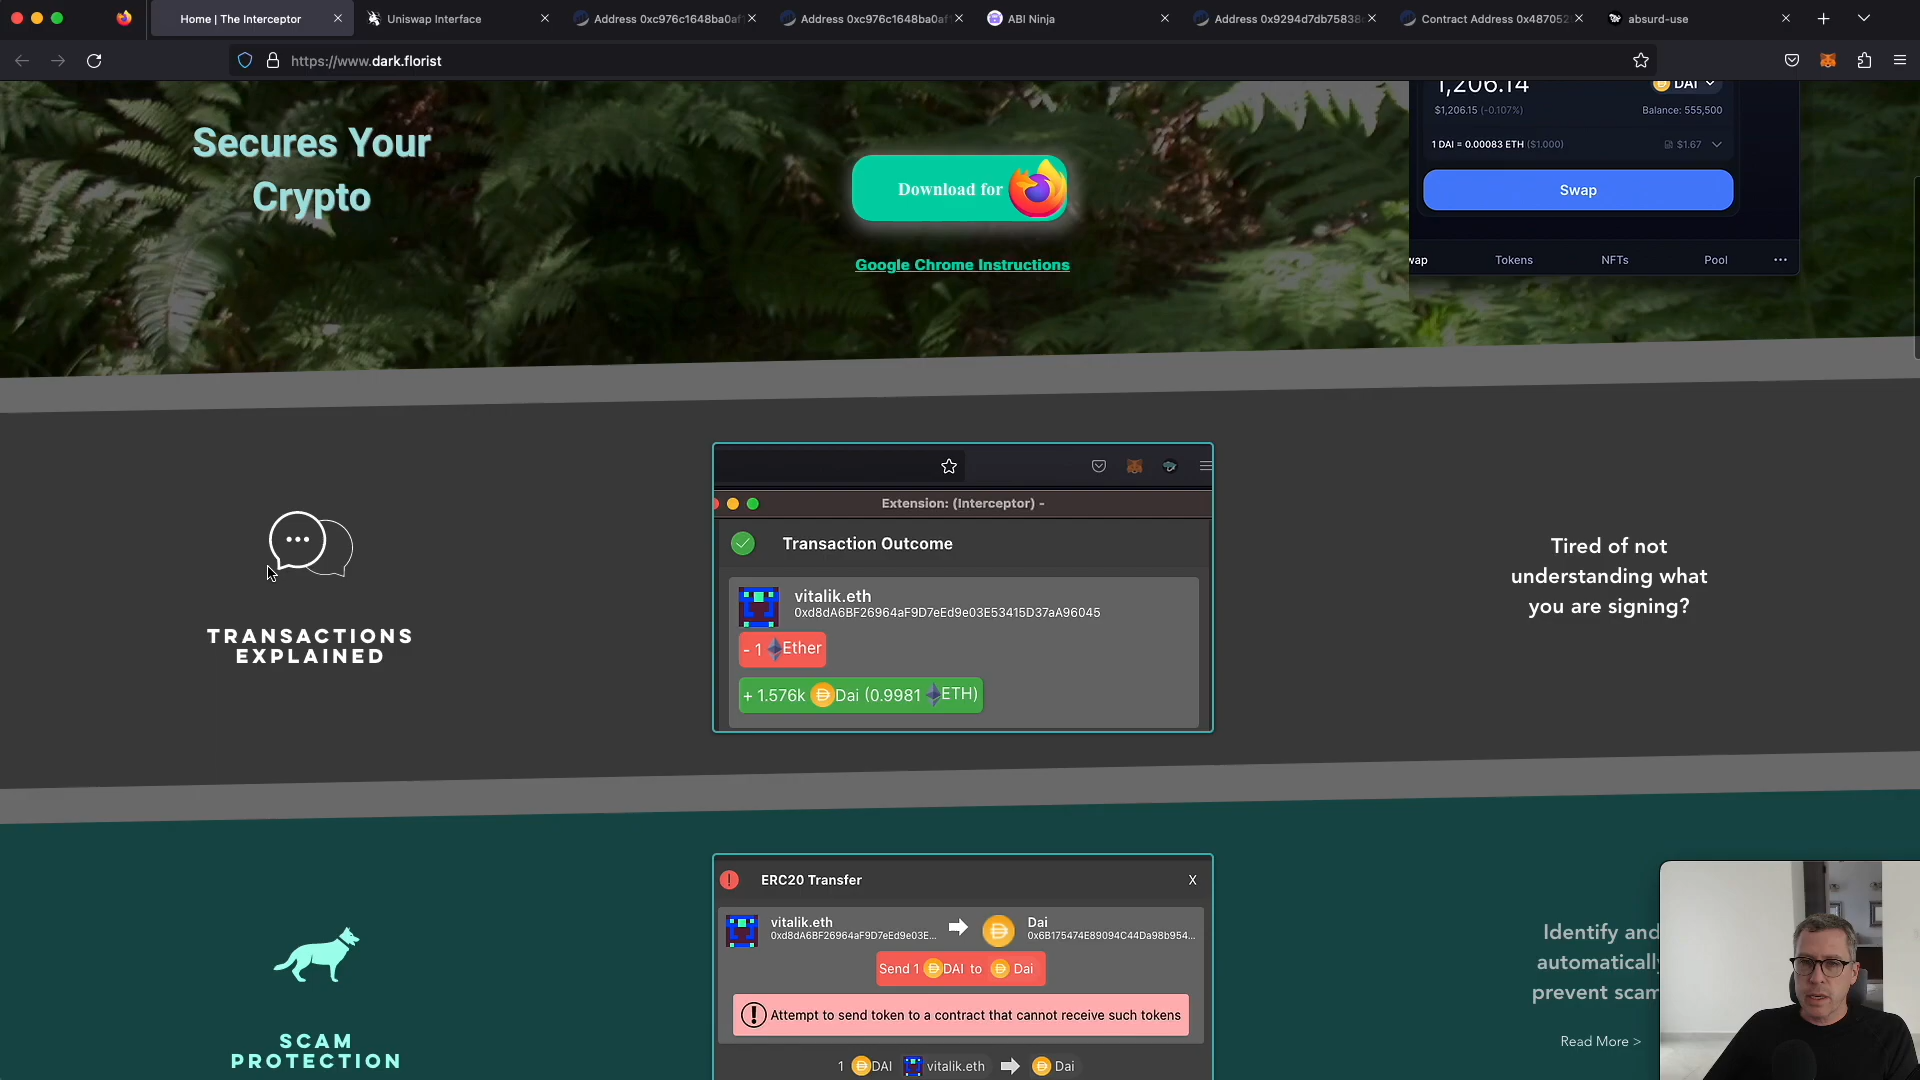 Home | The Interceptor
Uniswap Interface
Address 0xc976c1648ba0af
Address 0xc976c1648ba0af
ABI Ninja
Address 0x9294d7db75838
Contract Address 0x487052
absurd-use
https://www.dark.florist
Secures Your
Crypto
Download for
Google Chrome Instructions
1,206.14
DAI
$1,206.15 (-0.107%)
Balance: 555,500
1 DAI = 0.00083 ETH ($1.000)
$1.67
Swap
wap
Tokens
NFTs
Pool
TRANSACTIONS
EXPLAINED
Extension: (Interceptor) -
Transaction Outcome
vitalik.eth
0xd8dA6BF26964aF9D7eEd9e03E53415D37aA96045
- 1 Ether
+ 1.576k Dai (0.9981 ETH)
Tired of not
understanding what
you are signing?
SCAM
PROTECTION
ERC20 Transfer
X
vitalik.eth
0xd8dA6BF26964aF9D7eEd9e03E...
Dai
0x6B175474E89094C44Da98b954...
Send 1 DAI to Dai
Attempt to send token to a contract that cannot receive such tokens
1 DAI vitalik.eth Dai
Identify and
automatically
prevent scam
Read More >